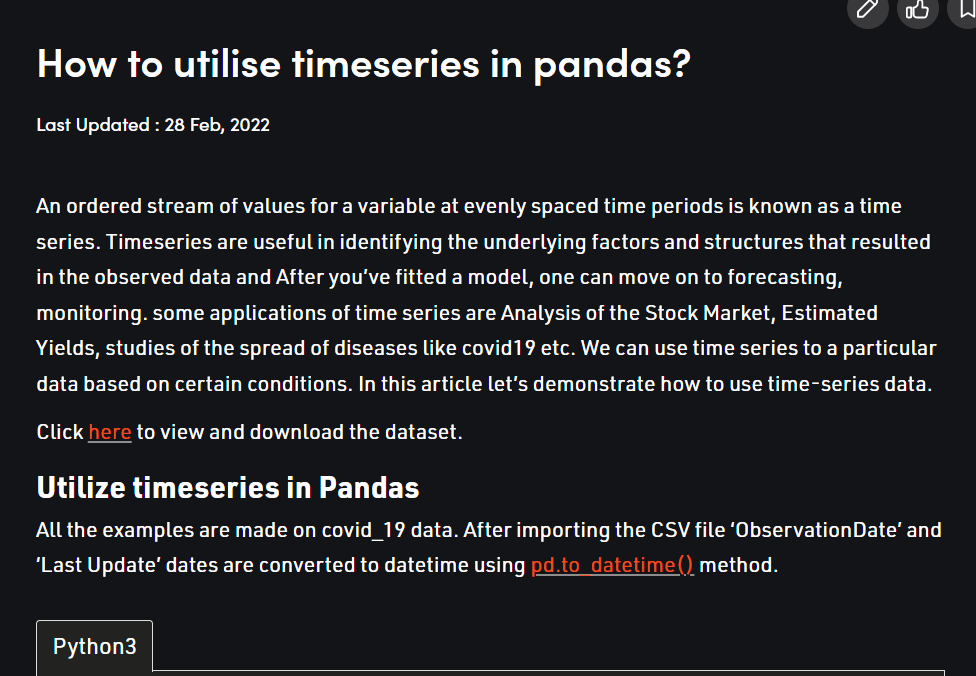 How to utilise timeseries in pandas?
Last Updated : 28 Feb, 2022
An ordered stream of values for a variable at evenly spaced time periods is known as a time
series. Timeseries are useful in identifying the underlying factors and structures that resulted
in the observed data and After you’ve fitted a model, one can move on to forecasting,
monitoring. some applications of time series are Analysis of the Stock Market, Estimated
Yields, studies of the spread of diseases like covid19 etc. We can use time series to a particular
data based on certain conditions. In this article let’s demonstrate how to use time-series data.
Click here to view and download the dataset.
Utilize timeseries in Pandas
All the examples are made on covid_19 data. After importing the CSV file ‘ObservationDate’ and
‘Last Update’ dates are converted to datetime using pd.to_datetime() method.
Python3